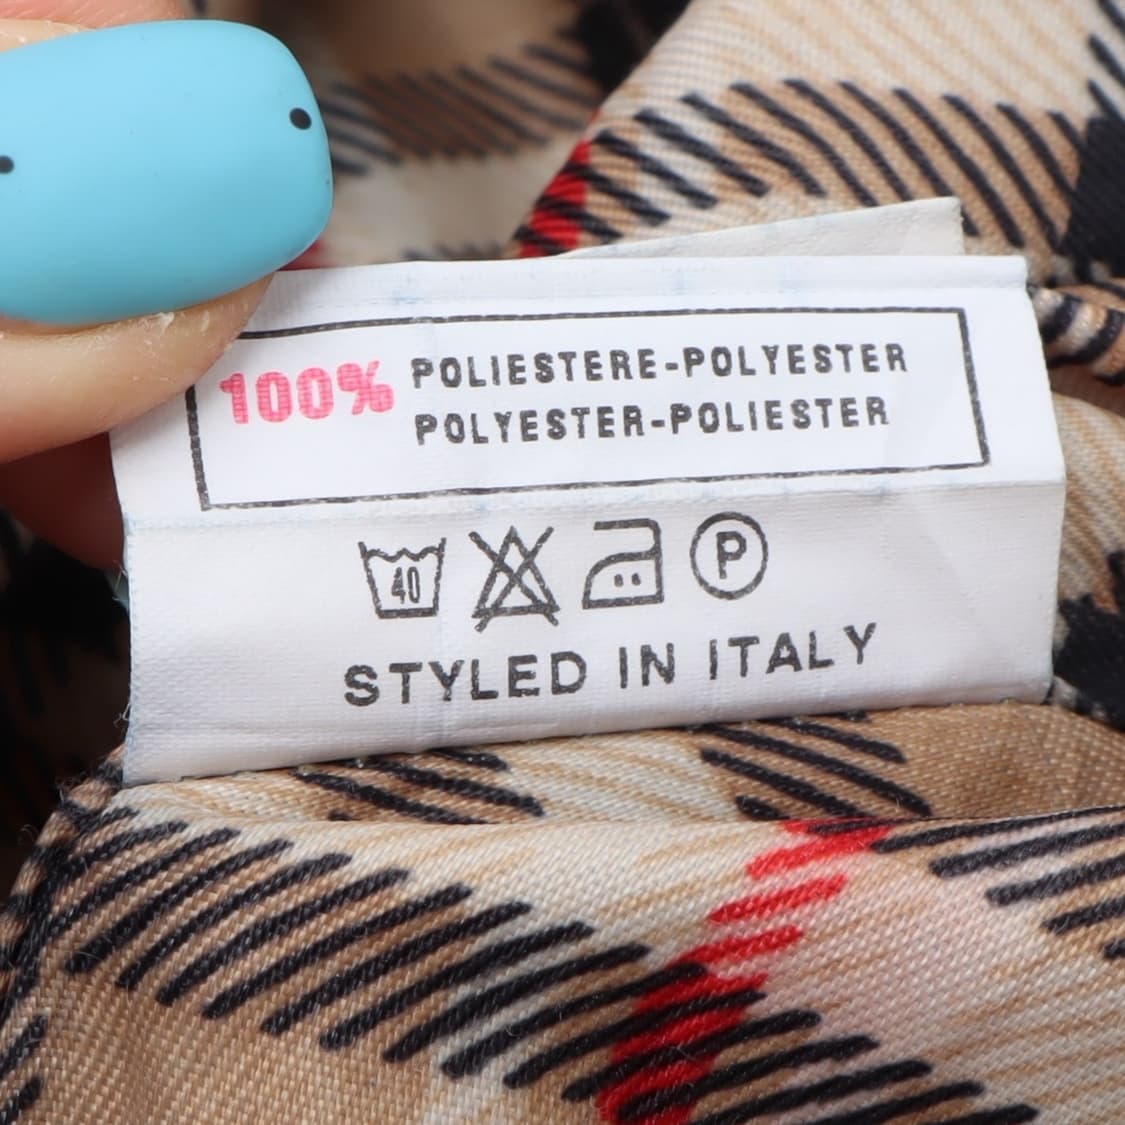 100% POLIESTERE-POLYESTER
POLYESTER-POLIESTER
40 P
STYLED IN ITALY